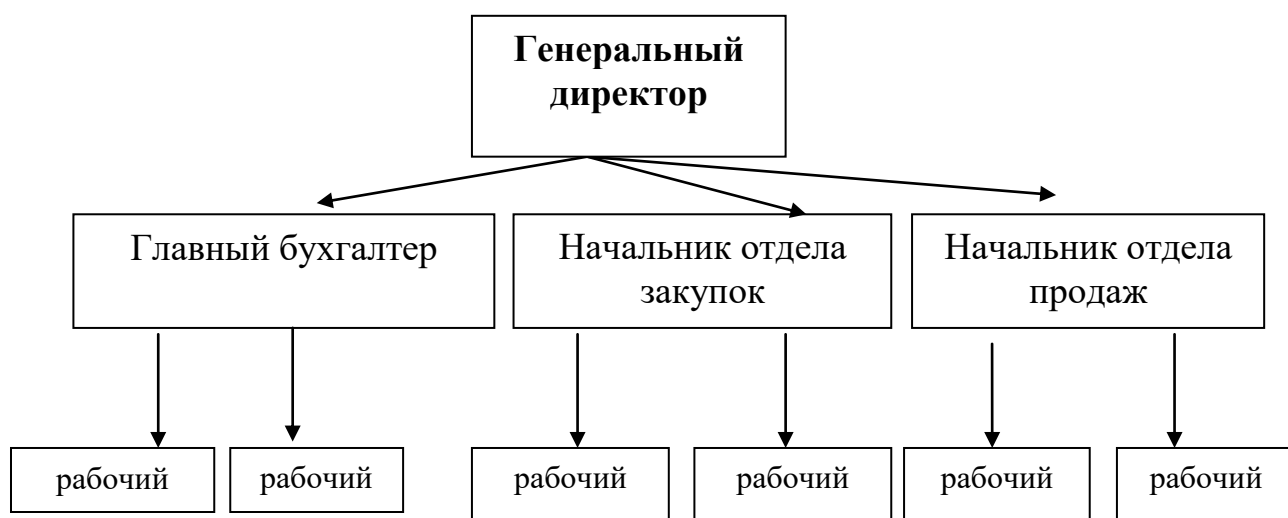 Генеральный
директор
Главный бухгалтер
Начальник отдела
закупок
Начальник отдела
продаж
рабочий
рабочий
рабочий
рабочий
рабочий
рабочий